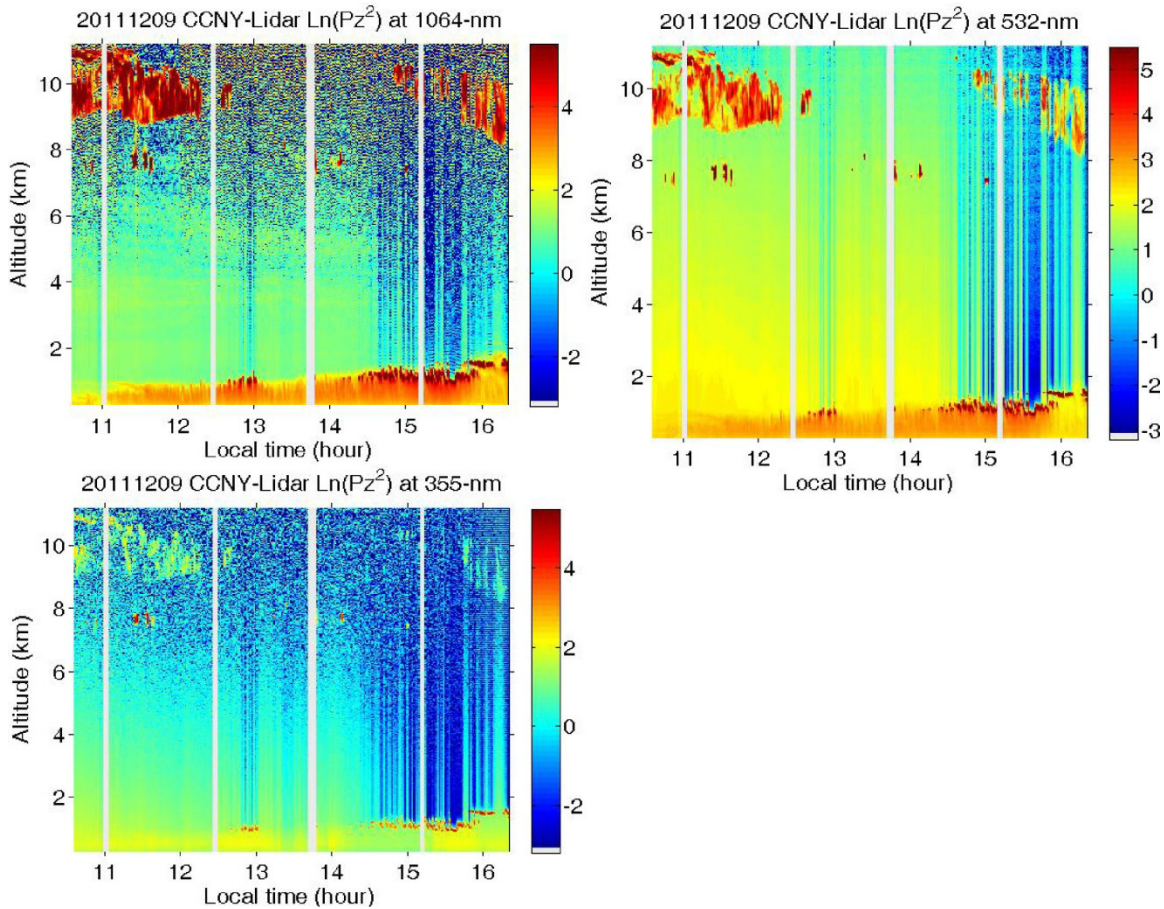 20111209 CCNY-Lidar Ln(Pz²) at 1064-nm
10
8
6
4
2
Altitude (km)
11 12 13 14 15 16
Local time (hour)
4
2
0
-2
20111209 CCNY-Lidar Ln(Pz²) at 532-nm
10
8
6
4
2
Altitude (km)
11 12 13 14 15 16
Local time (hour)
5
4
3
2
1
0
-1
-2
-3
20111209 CCNY-Lidar Ln(Pz²) at 355-nm
10
8
6
4
2
Altitude (km)
11 12 13 14 15 16
Local time (hour)
4
2
0
-2